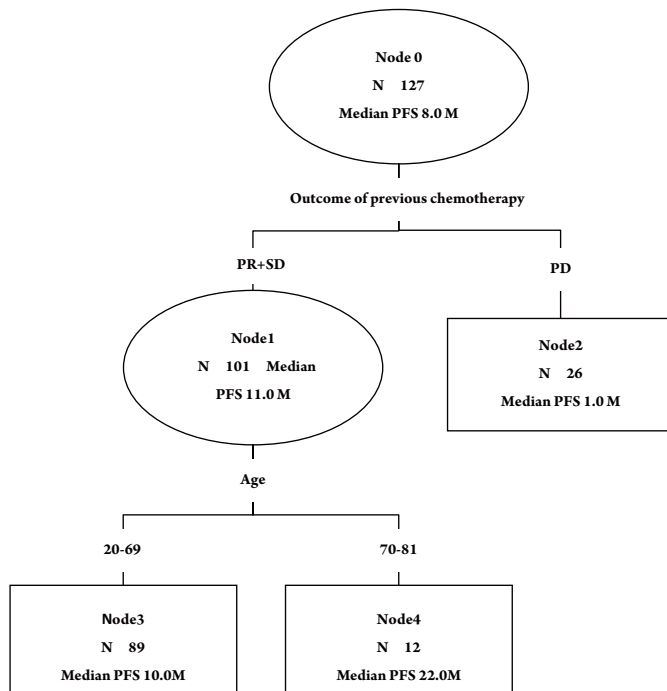 Node 0
N 127
Median PFS 8.0 M
Outcome of previous chemotherapy
PR+SD
PD
Node1
N 101 Median
PFS 11.0 M
Node2
N 26
Median PFS 1.0 M
Age
20-69
70-81
Node3
N 89
Median PFS 10.0M
Node4
N 12
Median PFS 22.0M